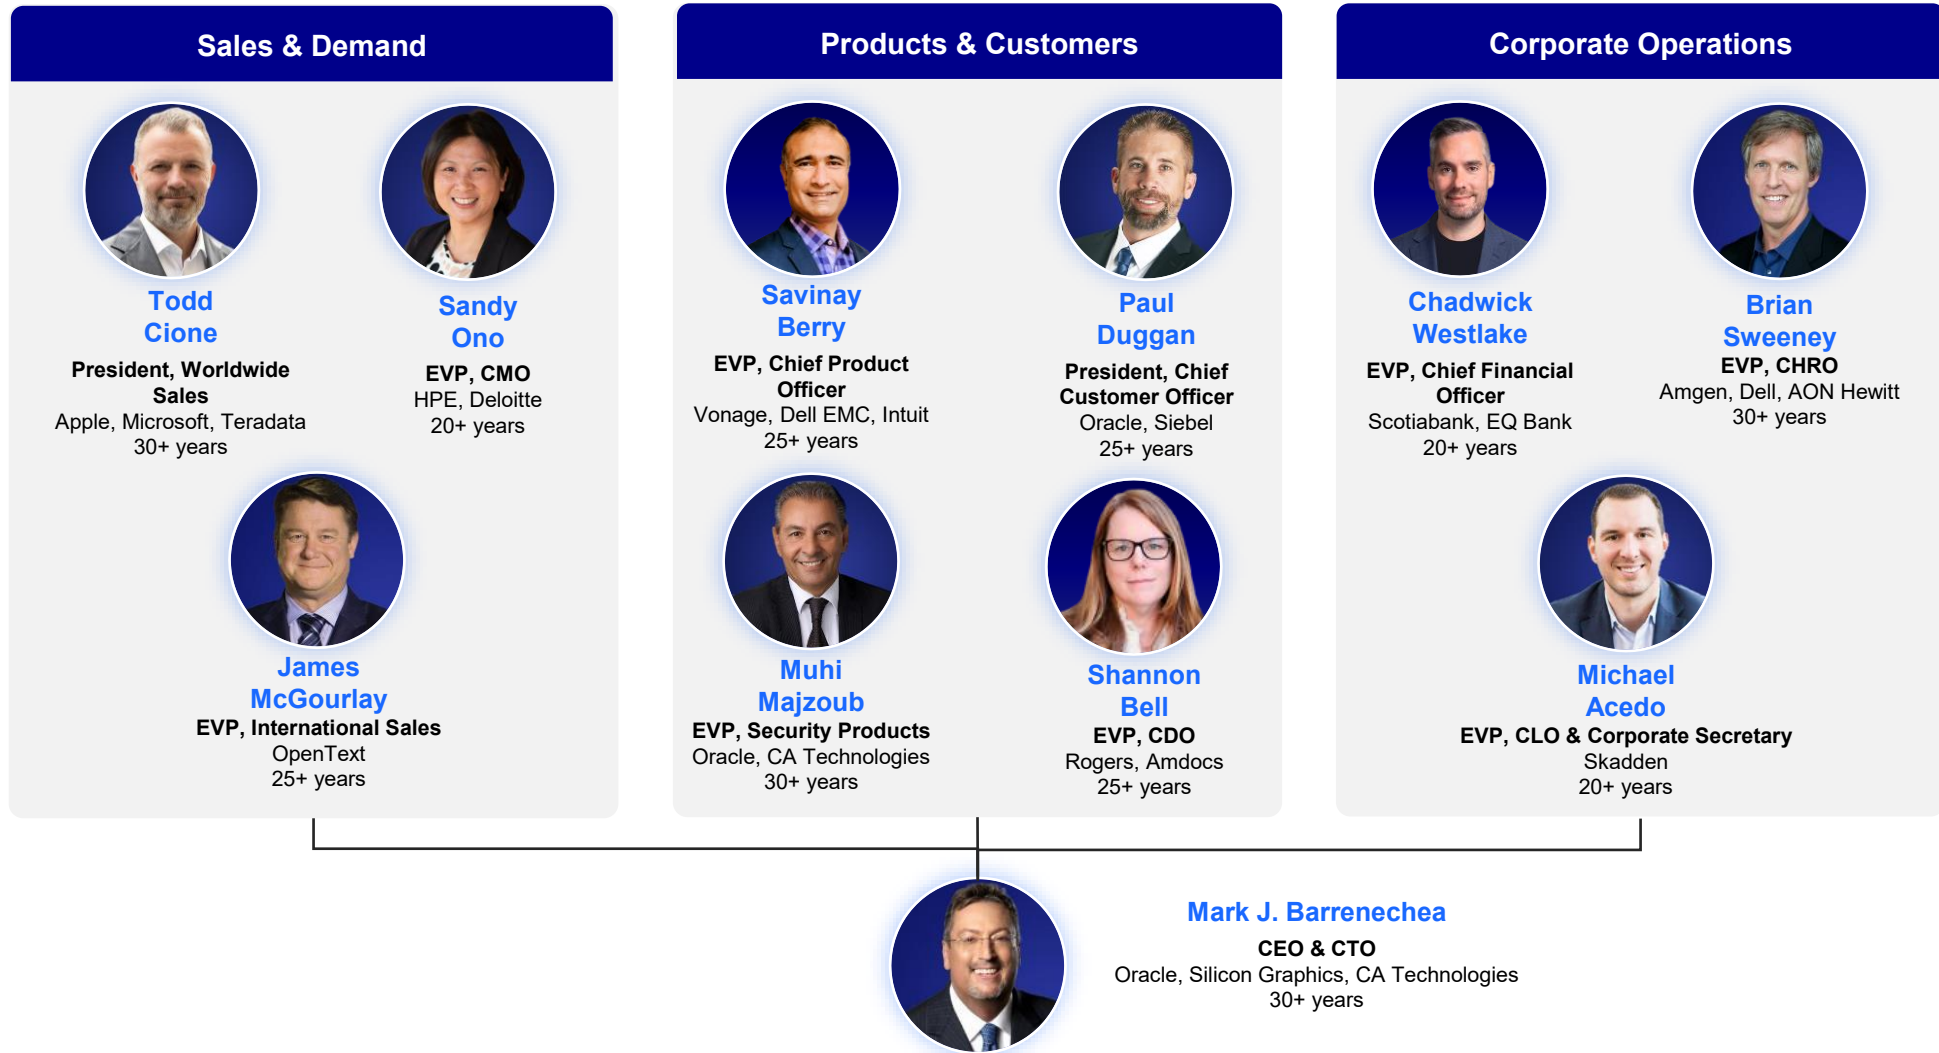 Sales & Demand
Todd
Cione
President, Worldwide
Sales
Apple, Microsoft, Teradata
30+ years
Sandy
Ono
EVP, CMO
HPE, Deloitte
20+ years
James
McGourlay
EVP, International Sales
OpenText
25+ years
Products & Customers
Savinay
Berry
EVP, Chief Product
Officer
Vonage, Dell EMC, Intuit
25+ years
Paul
Duggan
President, Chief
Customer Officer
Oracle, Siebel
25+ years
Muhi
Majzoub
EVP, Security Products
Oracle, CA Technologies
30+ years
Shannon
Bell
EVP, CDO
Rogers, Amdocs
25+ years
Corporate Operations
Chadwick
Westlake
EVP, Chief Financial
Officer
Scotiabank, EQ Bank
20+ years
Brian
Sweeney
EVP, CHRO
Amgen, Dell, AON Hewitt
30+ years
Michael
Acedo
EVP, CLO & Corporate Secretary
Skadden
20+ years
Mark J. Barrenechea
CEO & CTO
Oracle, Silicon Graphics, CA Technologies
30+ years